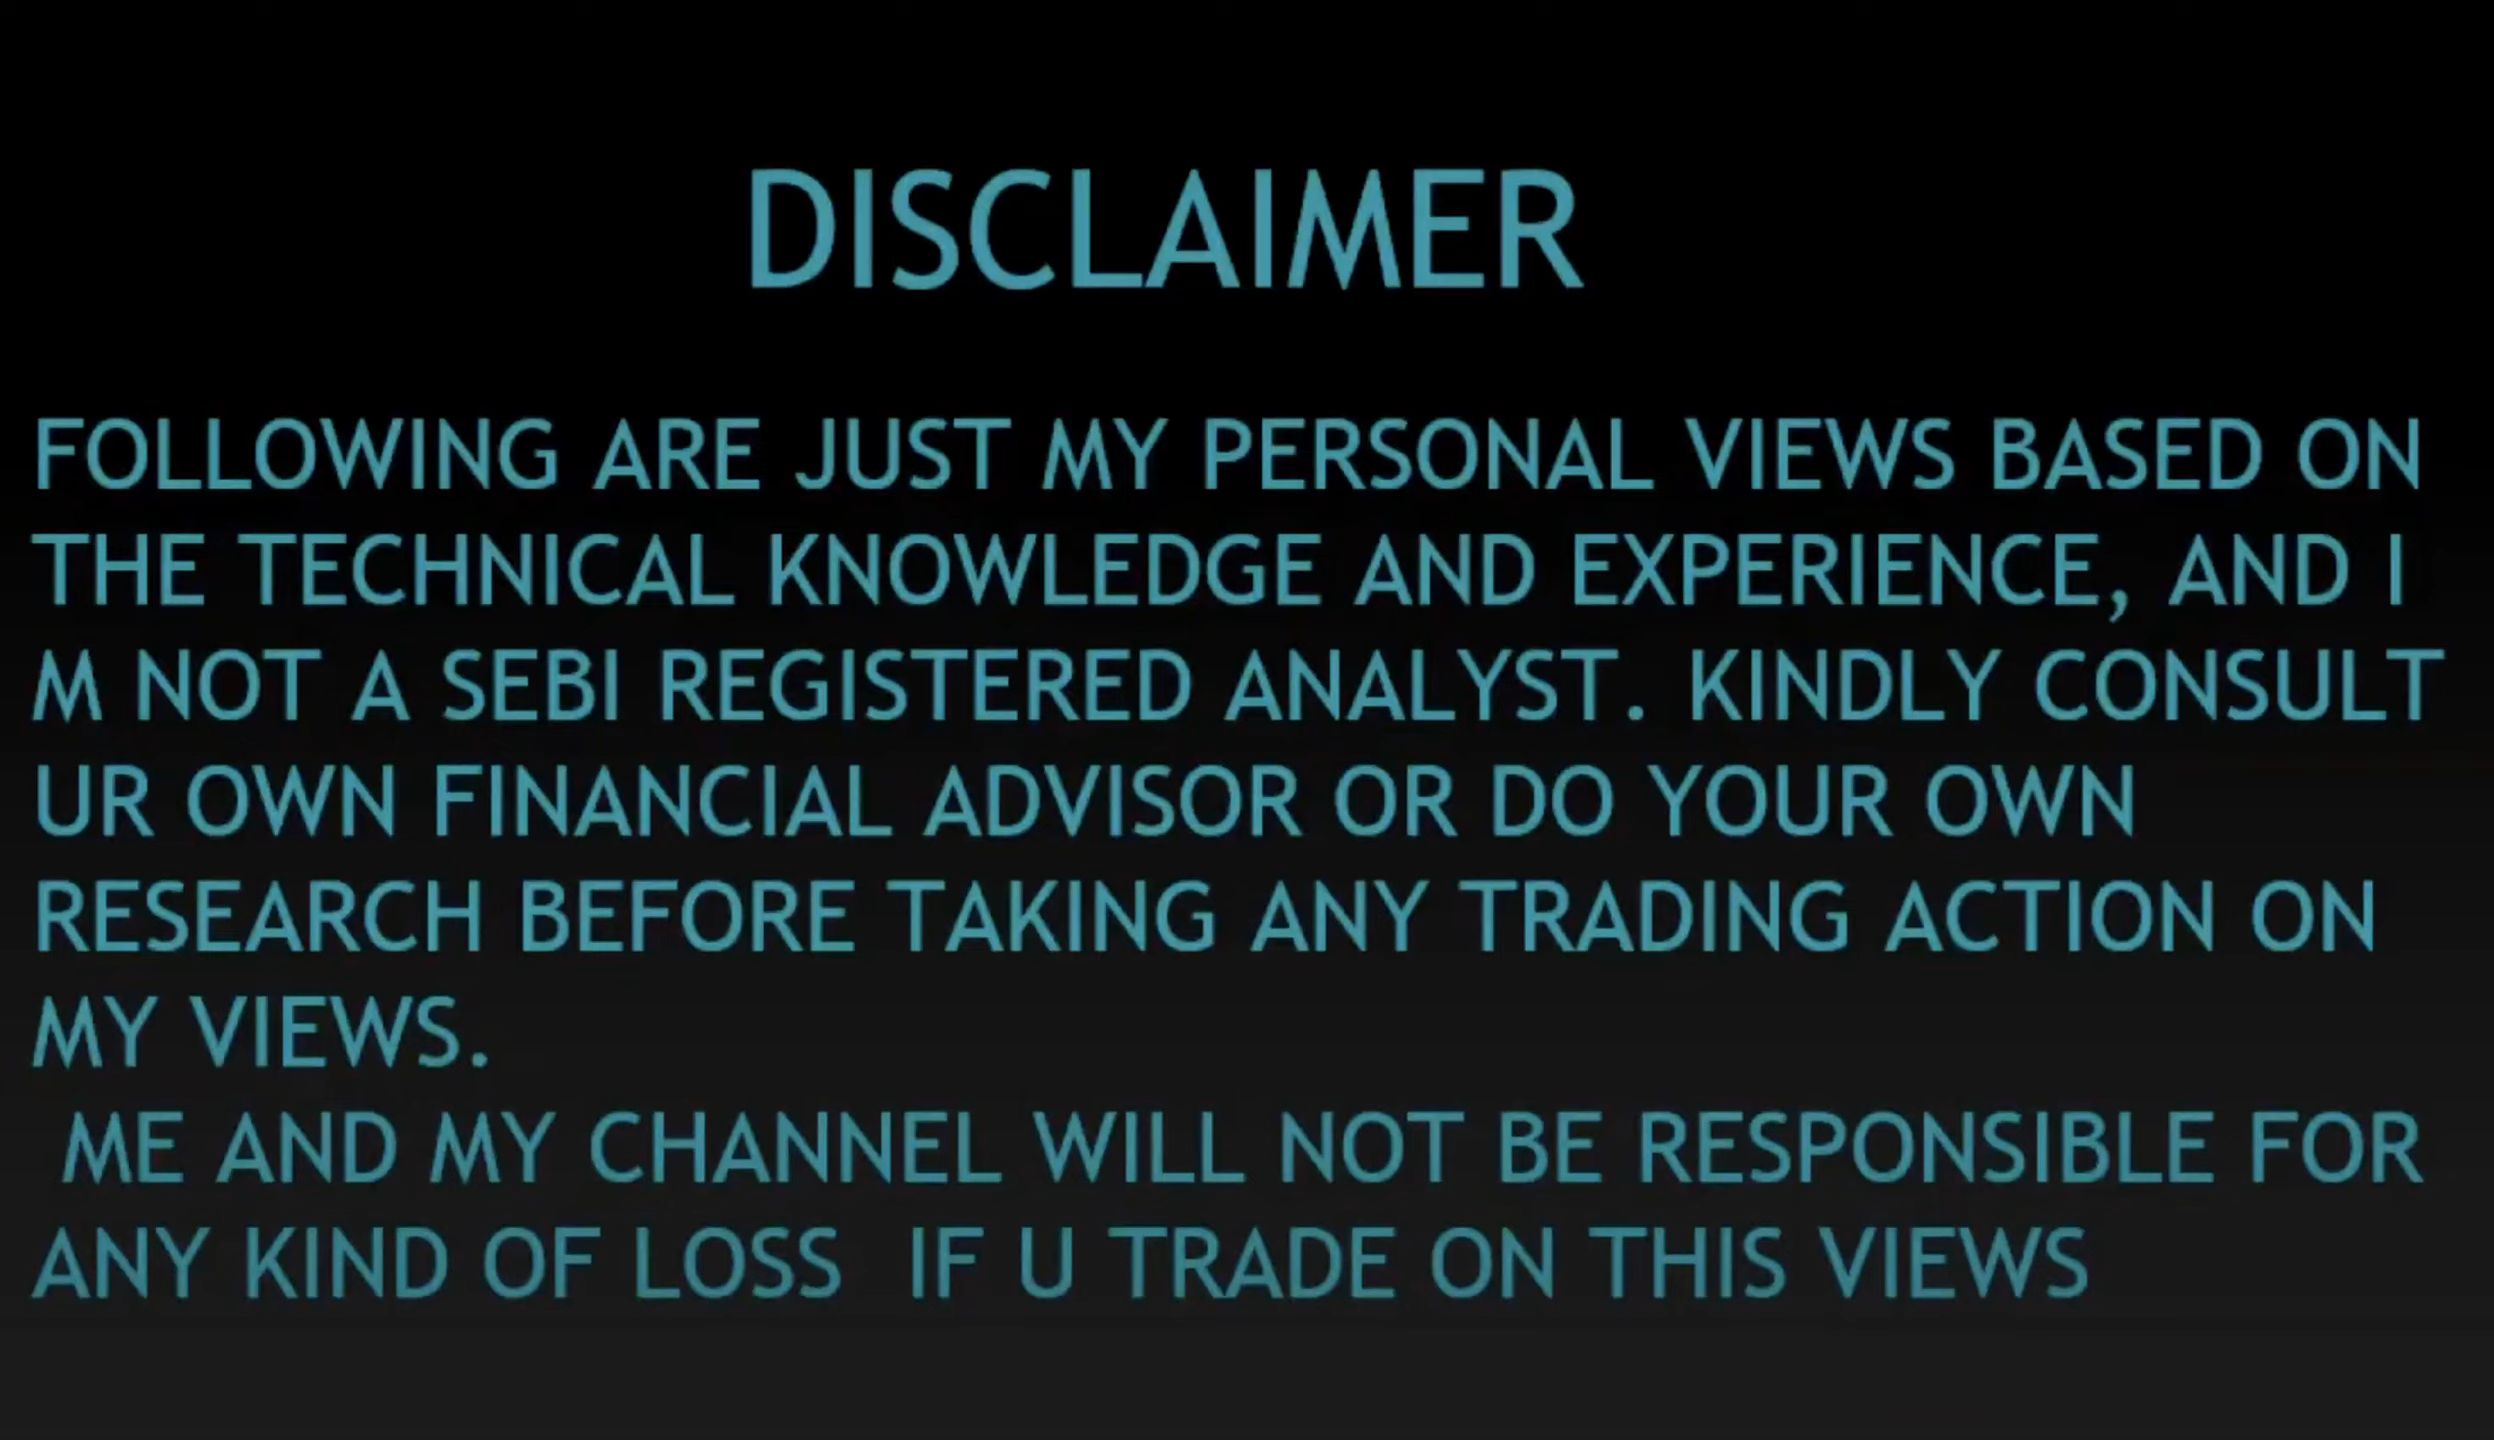 DISCLAIMER
FOLLOWING ARE JUST MY PERSONAL VIEWS BASED ON
THE TECHNICAL KNOWLEDGE AND EXPERIENCE, AND I
M NOT A SEBI REGISTERED ANALYST. KINDLY CONSULT
UR OWN FINANCIAL ADVISOR OR DO YOUR OWN
RESEARCH BEFORE TAKING ANY TRADING ACTION ON
MY VIEWS.
ME AND MY CHANNEL WILL NOT BE RESPONSIBLE FOR
ANY KIND OF LOSS  IF U TRADE ON THIS VIEWS